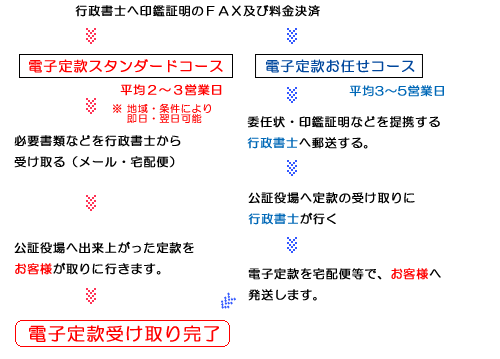 行政書士へ印鑑証明のＦＡＸ及び料金決済
電子定款スタンダードコース
平均２～３営業日
※ 地域・条件により
即日・翌日可能
必要書類などを行政書士から
受け取る（メール・宅配便）
公証役場へ出来上がった定款を
お客様が取りに行きます。
電子定款お任せコース
平均3～5営業日
委任状・印鑑証明などを提携する
行政書士へ郵送する。
公証役場へ定款の受け取りに
行政書士が行く
電子定款を宅配便等で、お客様へ
発送します。
電子定款受け取り完了